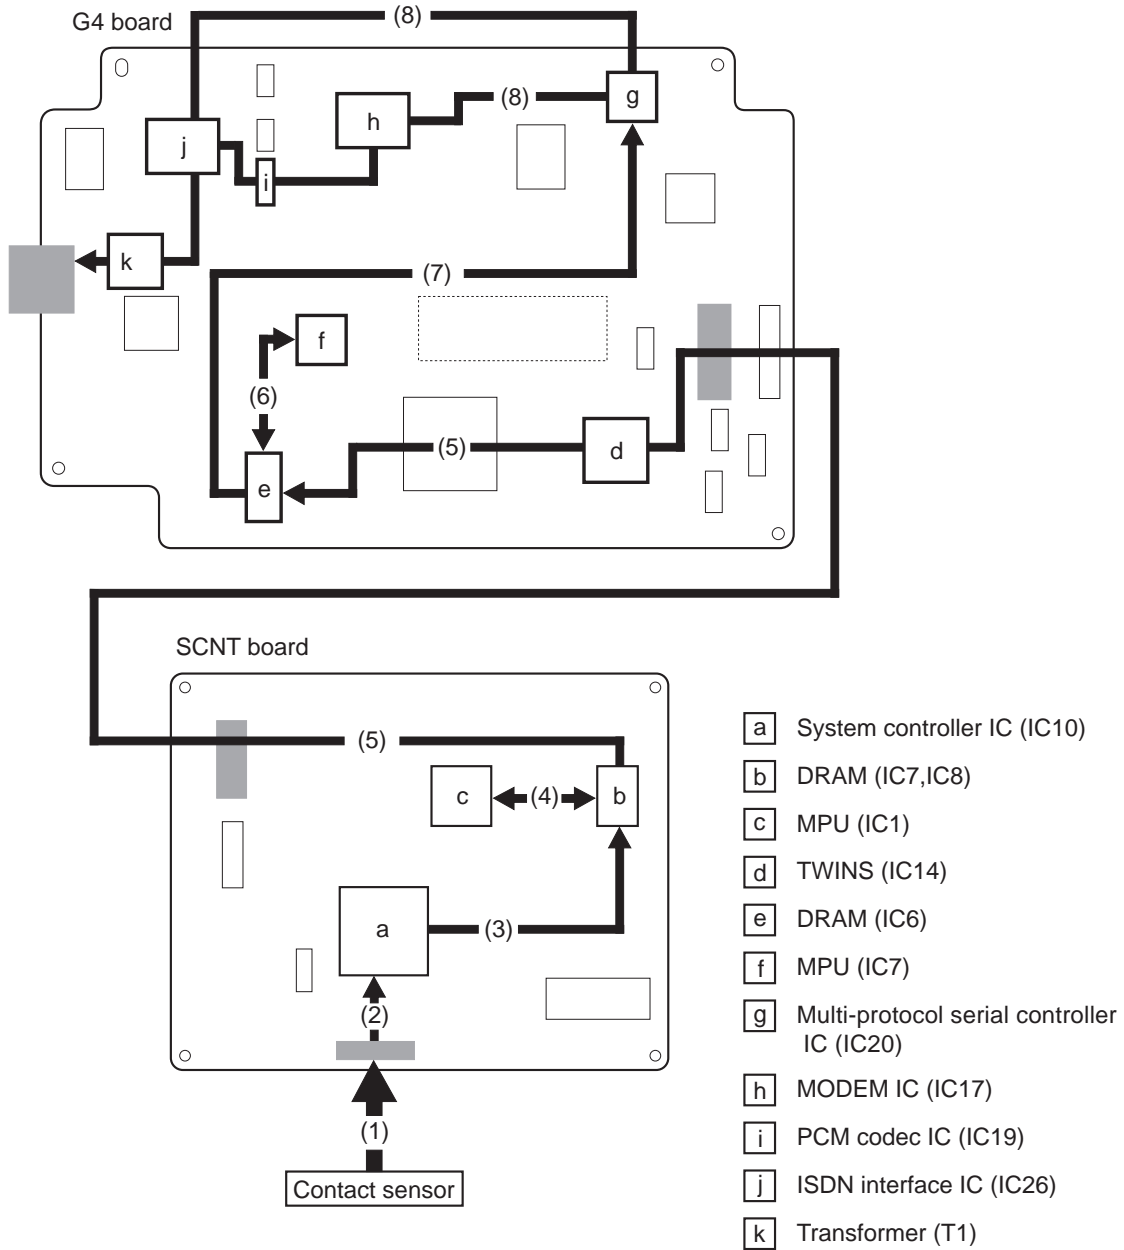 G4 board
(8)
g
(8)
h
j
i
k
(7)
f
(6)
(5)
d
e
SCNT board
(5)
c
(4)
b
a
(3)
(2)
(1)
Contact sensor
a System controller IC (IC10)
b DRAM (IC7,IC8)
c MPU (IC1)
d TWINS (IC14)
e DRAM (IC6)
f MPU (IC7)
g Multi-protocol serial controller
IC (IC20)
h MODEM IC (IC17)
i PCM codec IC (IC19)
j ISDN interface IC (IC26)
k Transformer (T1)